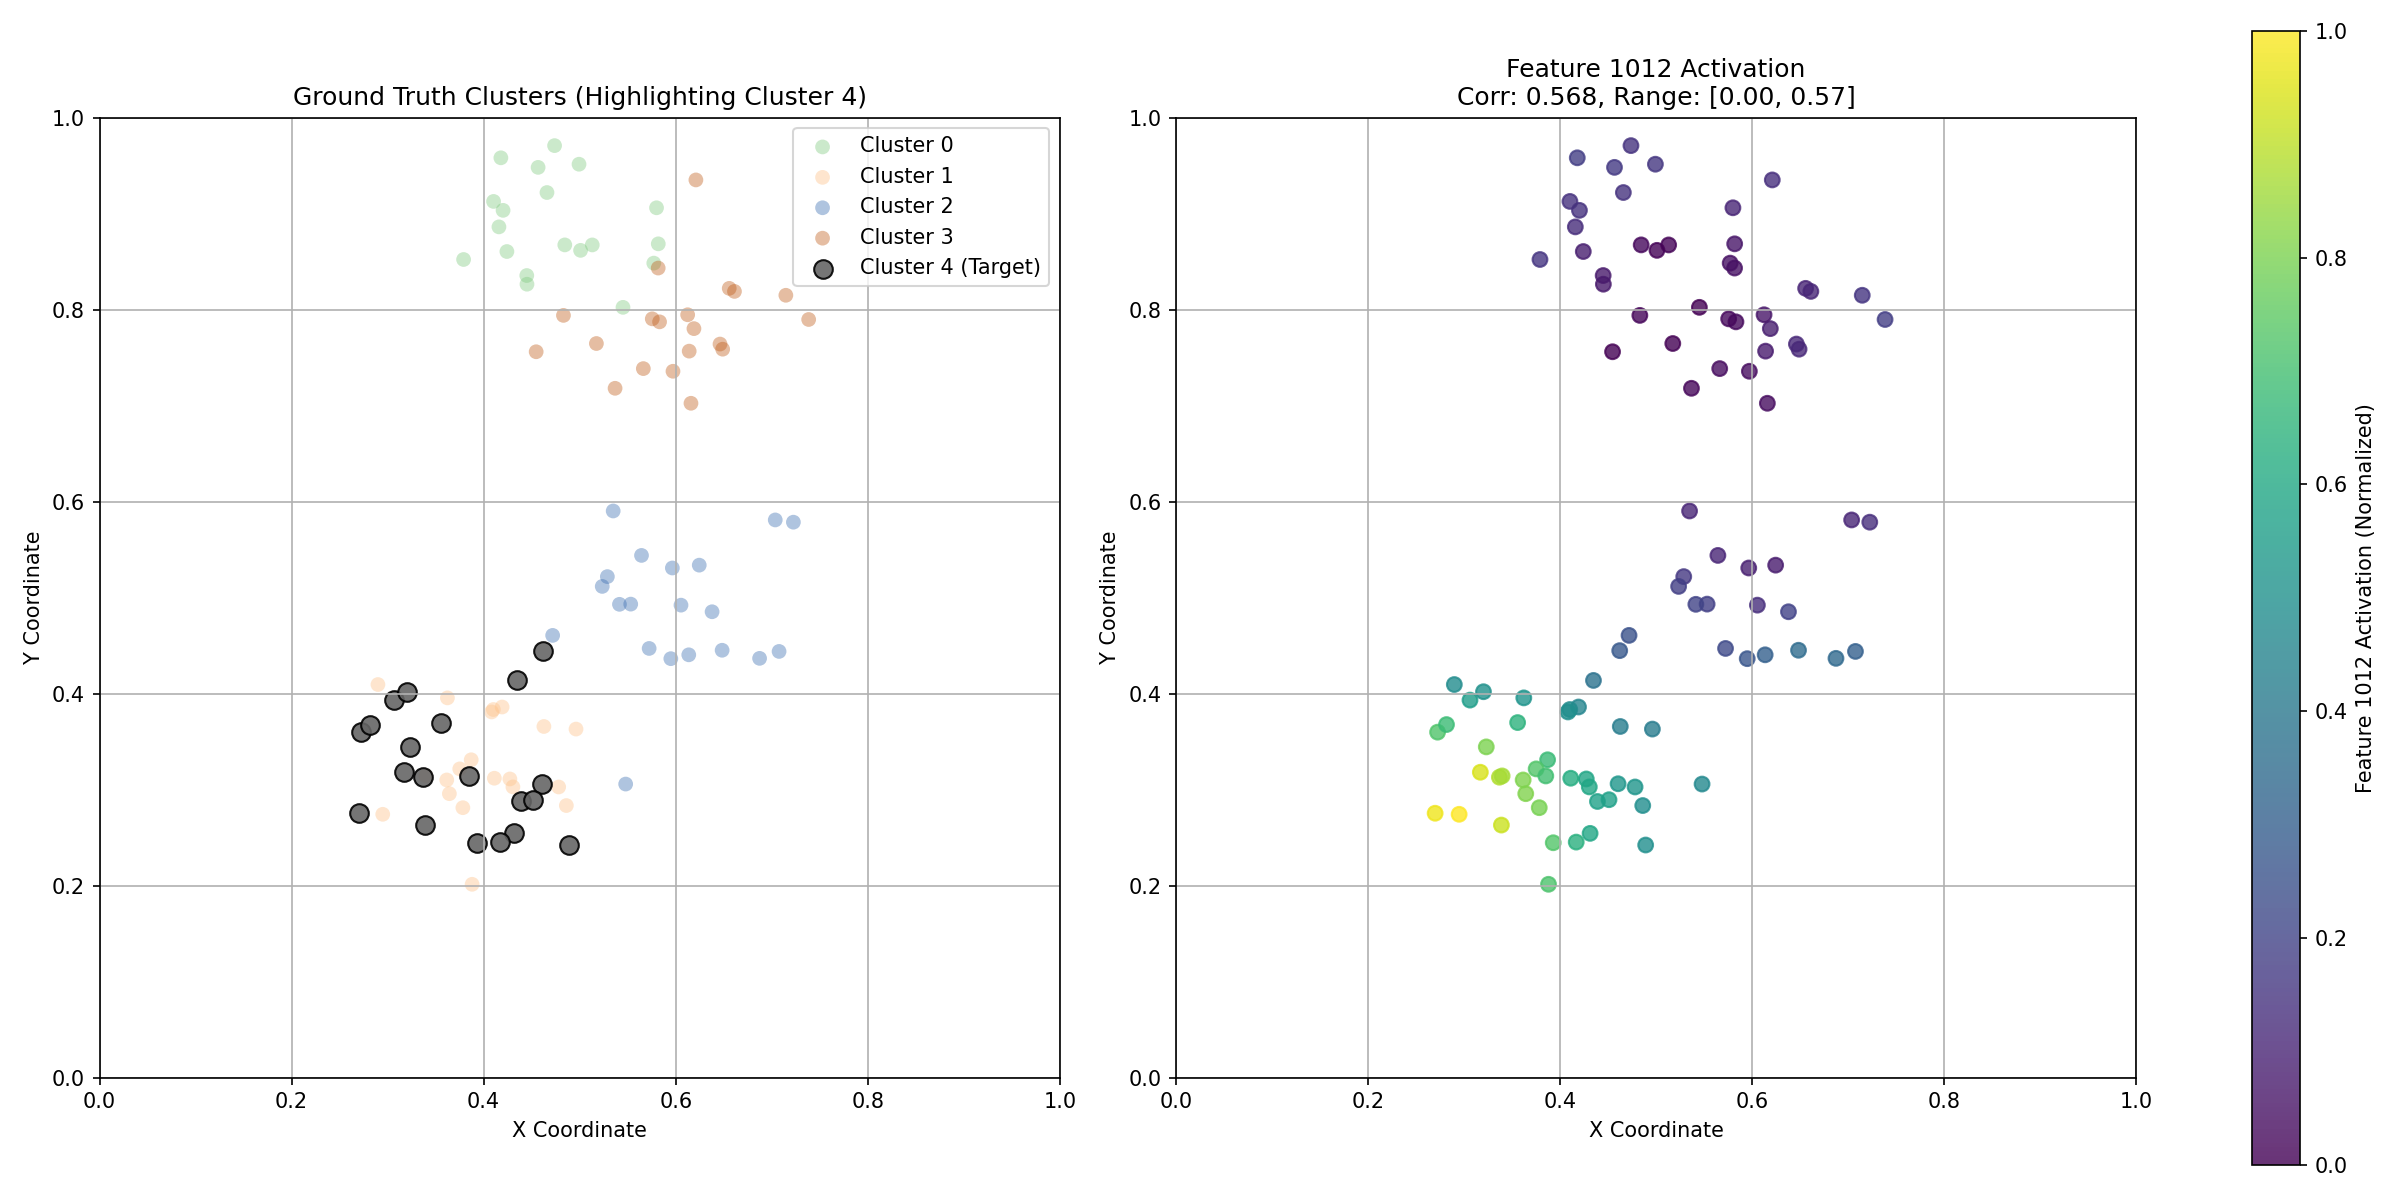 Ground Truth Clusters (Highlighting Cluster 4)
1.0
0.8
0.6
0.4
0.2
0.0
0.0 0.2 0.4 0.6 0.8 1.0
X Coordinate
Y Coordinate
Cluster 0
Cluster 1
Cluster 2
Cluster 3
Cluster 4 (Target)
Feature 1012 Activation
Corr: 0.568, Range: [0.00, 0.57]
1.0
0.8
0.6
0.4
0.2
0.0
0.0 0.2 0.4 0.6 0.8 1.0
X Coordinate
Y Coordinate
1.0
0.8
0.6
0.4
0.2
0.0
Feature 1012 Activation (Normalized)